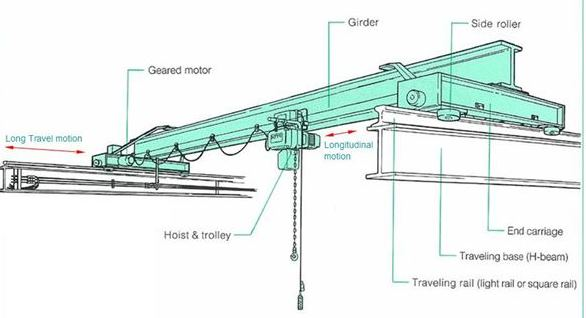 Girder
Side roller
Geared motor
Long Travel motion
Longitudinal
motion
Hoist & trolley
End carriage
Traveling base (H-beam)
Traveling rail (light rail or square rail)